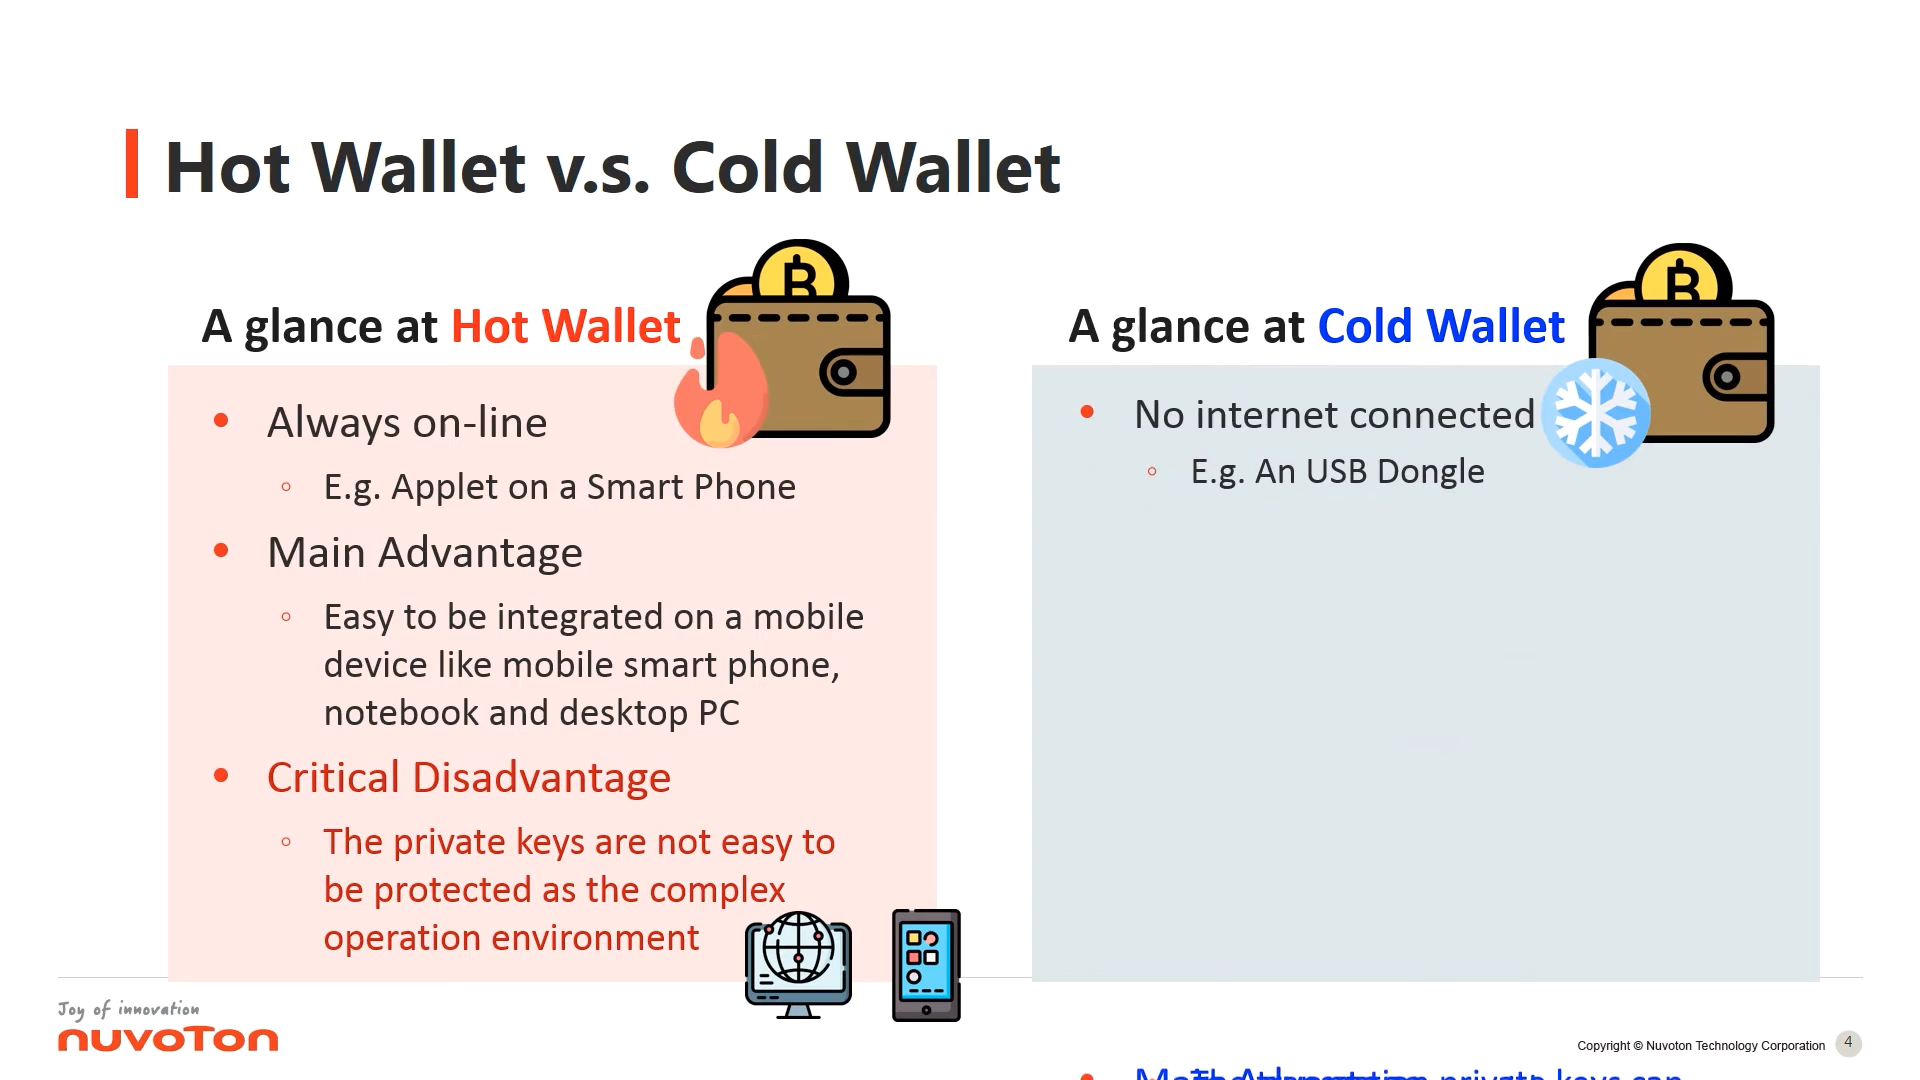 Hot Wallet v.s. Cold Wallet
A glance at Hot Wallet
Always on-line
E.g. Applet on a Smart Phone
Main Advantage
Easy to be integrated on a mobile
device like mobile smart phone,
notebook and desktop PC
Critical Disadvantage
The private keys are not easy to
be protected as the complex
operation environment
A glance at Cold Wallet
No internet connected
E.g. An USB Dongle
Joy of innovation
nuvoTon
Copyright © Nuvoton Technology Corporation
4
private keys can